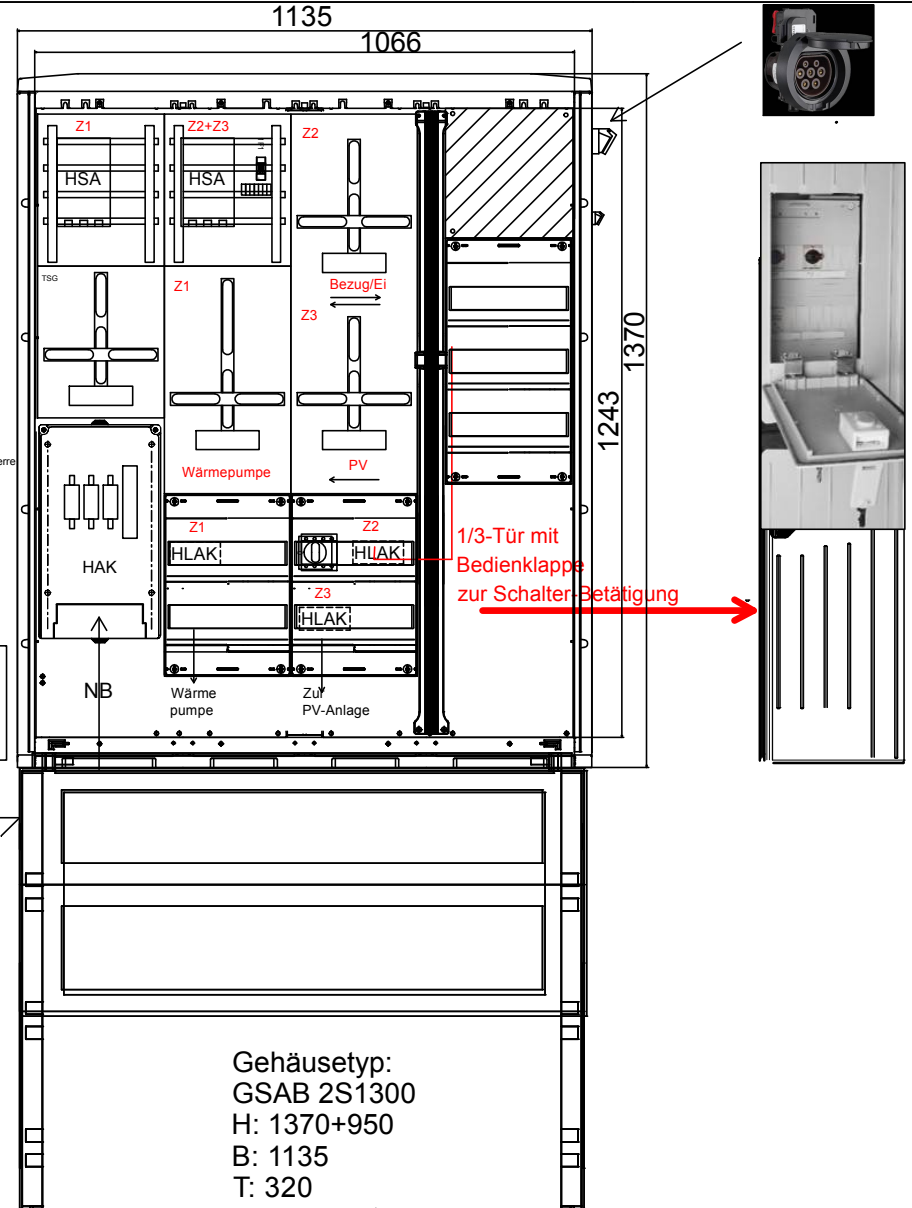 1135
1066
Z1
Z2+Z3
Z2
HSA
HSA
TSG
Z1
Bezug/Ei
Z3
1370
1243
erre
Wärmepumpe
PV
Z1
Z2
HLAK
HLAK
1/3-Tür mit
Bedienklappe
zur Schalter-Betätigung
HAK
Z3
HLAK
NB
Wärme
pumpe
Zur
PV-Anlage
Gehäusetyp:
GSAB 2S1300
H: 1370+950
B: 1135
T: 320